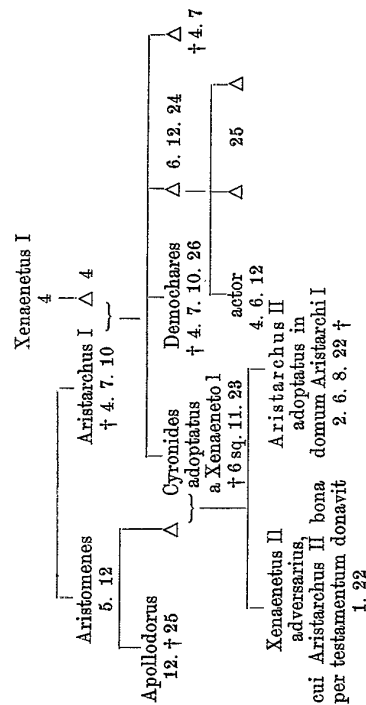 Xenaenetus I
4
Aristomenes
5. 12
Aristarchus I
† 4. 7. 10
△ 4
Apollodorus
12. † 25
△
Cyronides
adoptatus
a Xenaeneto I
† 6 sq. 11. 23
Demochares
† 4. 7. 10. 26
△ 6. 12. 24
△
† 4. 7
actor
4. 6. 12
△ 25
△
Xenaenetus II
adversarius,
cui Aristarchus II bona
per testamentum donavit
1. 22
Aristarchus II
adoptatus in
domum Aristarchi I
2. 6. 8. 22 †